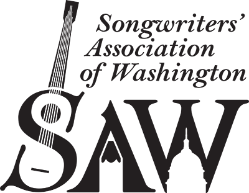 Songwriters'
Association
of Washington
SAW